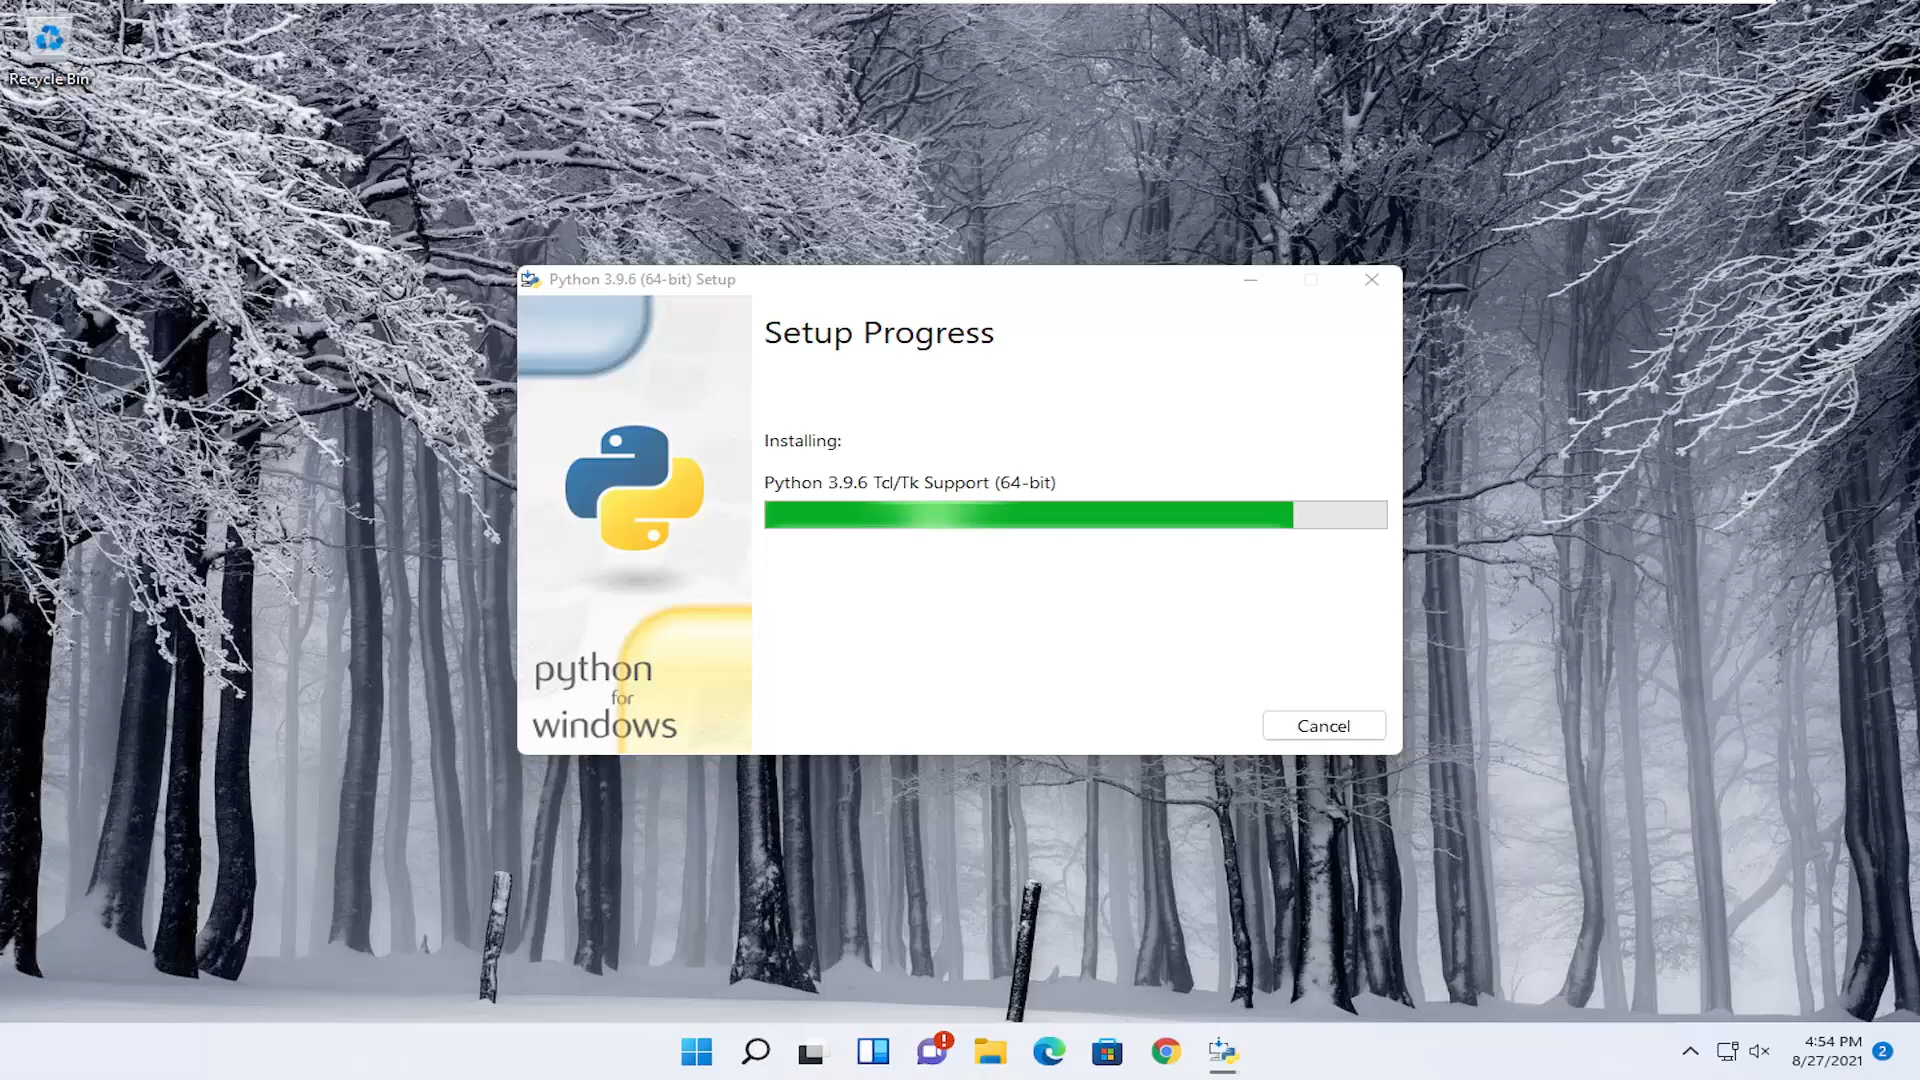 Recycle Bin
Python 3.9.6 (64-bit) Setup
Setup Progress
Installing:
Python 3.9.6 Tcl/Tk Support (64-bit)
python
for
windows
Cancel
4:54 PM
8/27/2021
2